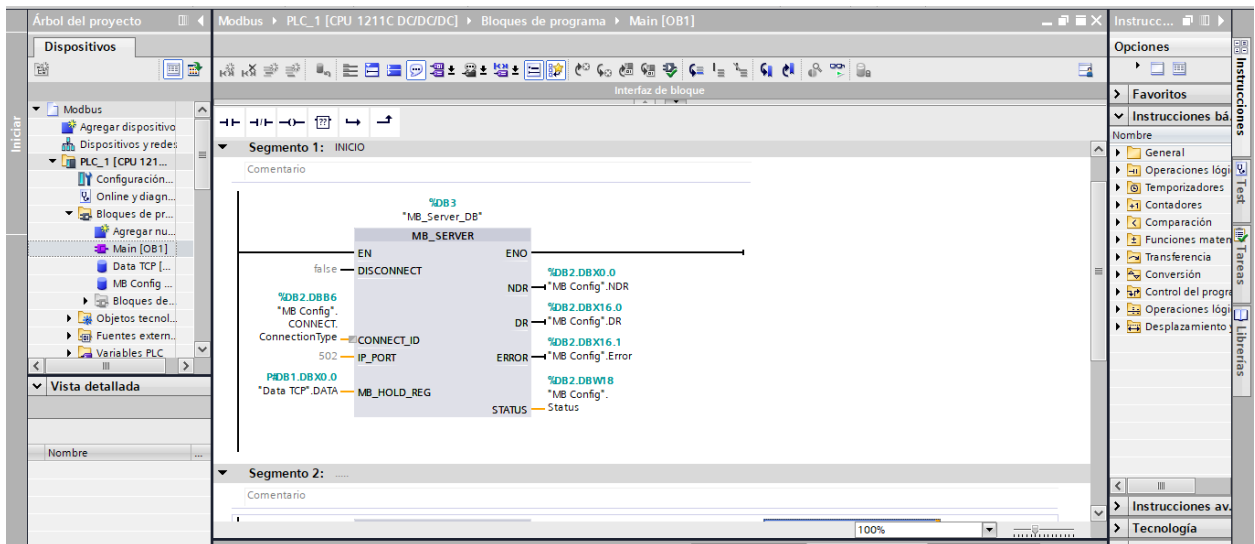 Árbol del proyecto
Dispositivos
Modbus
Agregar dispositivo
Dispositivos y redes
PLC_1 [CPU 121...
Configuración...
Online y diagn...
Bloques de pr...
Agregar nu...
Main [OB1]
Data TCP [...
MB Config ...
Bloques de...
Objetos tecnol...
Fuentes extern...
Variables PLC
Vista detallada
Nombre
...
Iniciar
Modbus PLC_1 [CPU 1211C DC/DC/DC] Bloques de programa Main [OB1]
Interfaz de bloque
??
Segmento 1: INICIO
Comentario
%DB3
"MB_Server_DB"
MB_SERVER
EN
ENO
false
DISCONNECT
%DB2.DBX0.0
NDR
"MB Config".NDR
%DB2.DBB6
"MB Config".
CONNECT.
ConnectionType
CONNECT_ID
%DB2.DBX16.0
DR
"MB Config".DR
%DB2.DBX16.1
502
IP_PORT
ERROR
"MB Config".Error
P#DB1.DBX0.0
"Data TCP".DATA
MB_HOLD_REG
%DB2.DBW18
"MB Config".
STATUS
Status
Segmento 2: .....
Comentario
100%
Instrucc...
Opciones
Favoritos
Instrucciones bá...
Nombre
General
Operaciones lógi
Temporizadores
Contadores
Comparación
Funciones maten
Transferencia
Conversión
Control del progra
Operaciones lógi
Desplazamiento y
Instrucciones av...
Tecnología
Instrucciones
Test
Tareas
Librerías